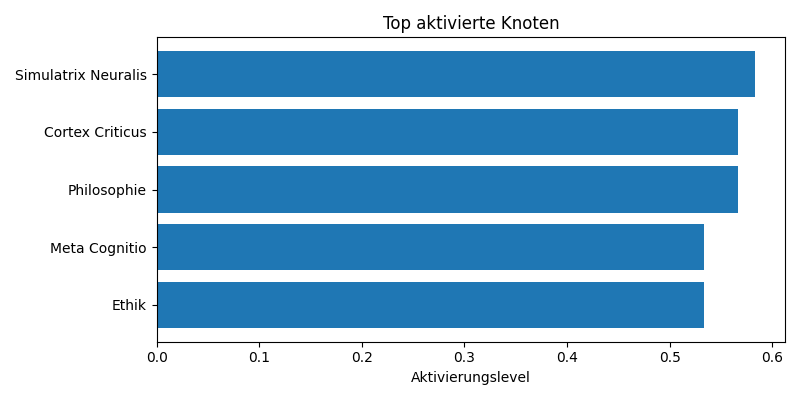 Top aktivierte Knoten
Simulatrix Neuralis
Cortex Criticus
Philosophie
Meta Cognitio
Ethik
0.0 0.1 0.2 0.3 0.4 0.5 0.6
Aktivierungslevel